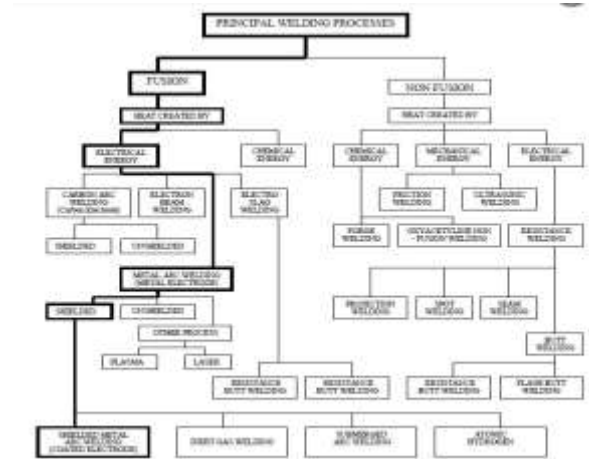 PRINCIPAL WELDING PROCESSES
FUSION
NON FUSION
HEAT CREATED BY
HEAT CREATED BY
ELECTRICAL
ENERGY
CHEMICAL
ENERGY
CHEMICAL
ENERGY
MECHANICAL
ENERGY
ELECTRICAL
ENERGY
CARBON ARC
WELDING
ELECTRON
BEAM
WELDING
ELECTRO
SLAG
WELDING
FRICTION
WELDING
ULTRASONIC
WELDING
SHIELDED
UNSHIELDED
FORGE
WELDING
OXYACETYLENE NON
- FUSION WELDING
RESISTANCE
WELDING
METAL ARC WELDING
(METAL ELECTRODE)
SHIELDED
UNSHIELDED
PROJECTION
WELDING
SPOT
WELDING
SEAM
WELDING
OTHER PROCESS
BUTT
WELDING
PLASMA
LASER
RESISTANCE
BUTT WELDING
RESISTANCE
BUTT WELDING
RESISTANCE
BUTT WELDING
FLASH BUTT
WELDING
SHIELDED METAL
ARC WELDING
(COATED ELECTRODE)
INERT GAS WELDING
SUBMERGED
ARC WELDING
ATOMIC
HYDROGEN